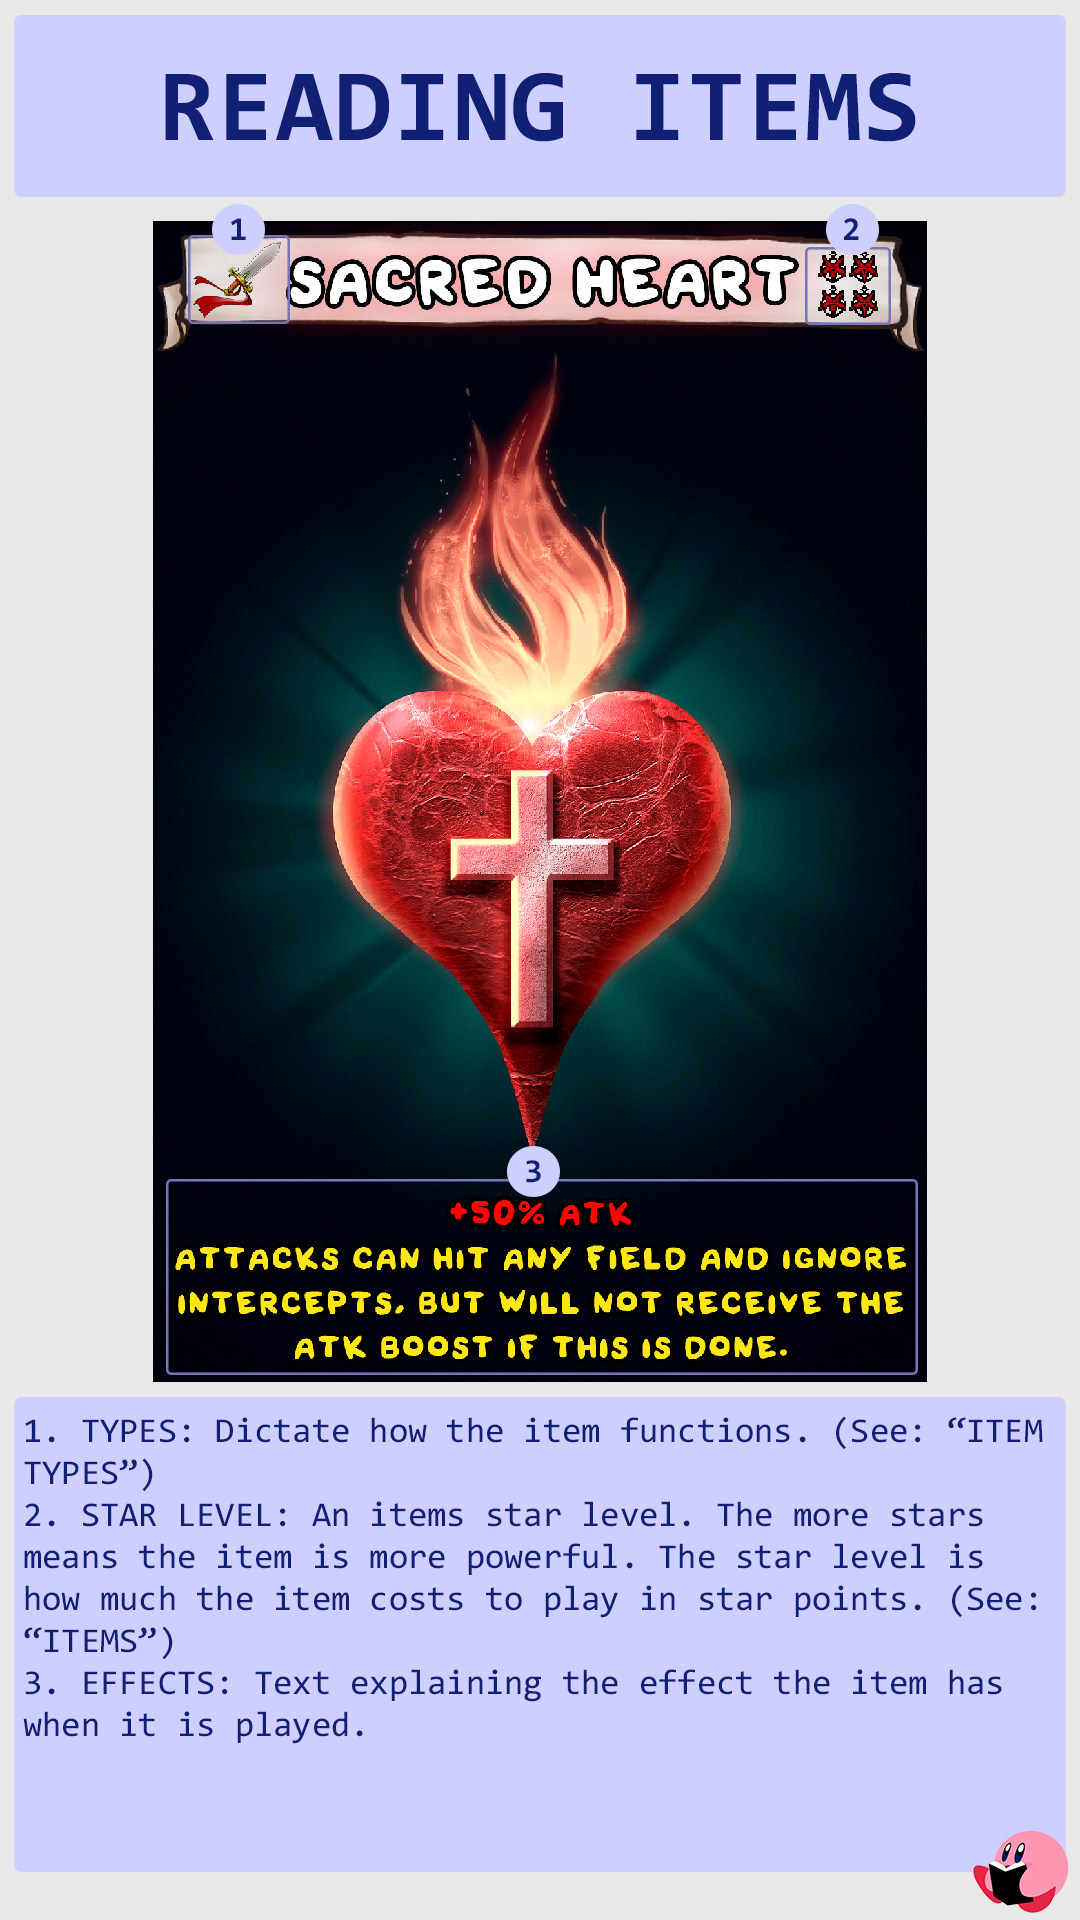 READING ITEMS
1
2
SACRED HEART
3
+50% ATK
ATTACKS CAN HIT ANY FIELD AND IGNORE
INTERCEPTS, BUT WILL NOT RECEIVE THE
ATK BOOST IF THIS IS DONE.
1. TYPES: Dictate how the item functions. (See: “ITEM
TYPES”)
2. STAR LEVEL: An items star level. The more stars
means the item is more powerful. The star level is
how much the item costs to play in star points. (See:
“ITEMS”)
3. EFFECTS: Text explaining the effect the item has
when it is played.